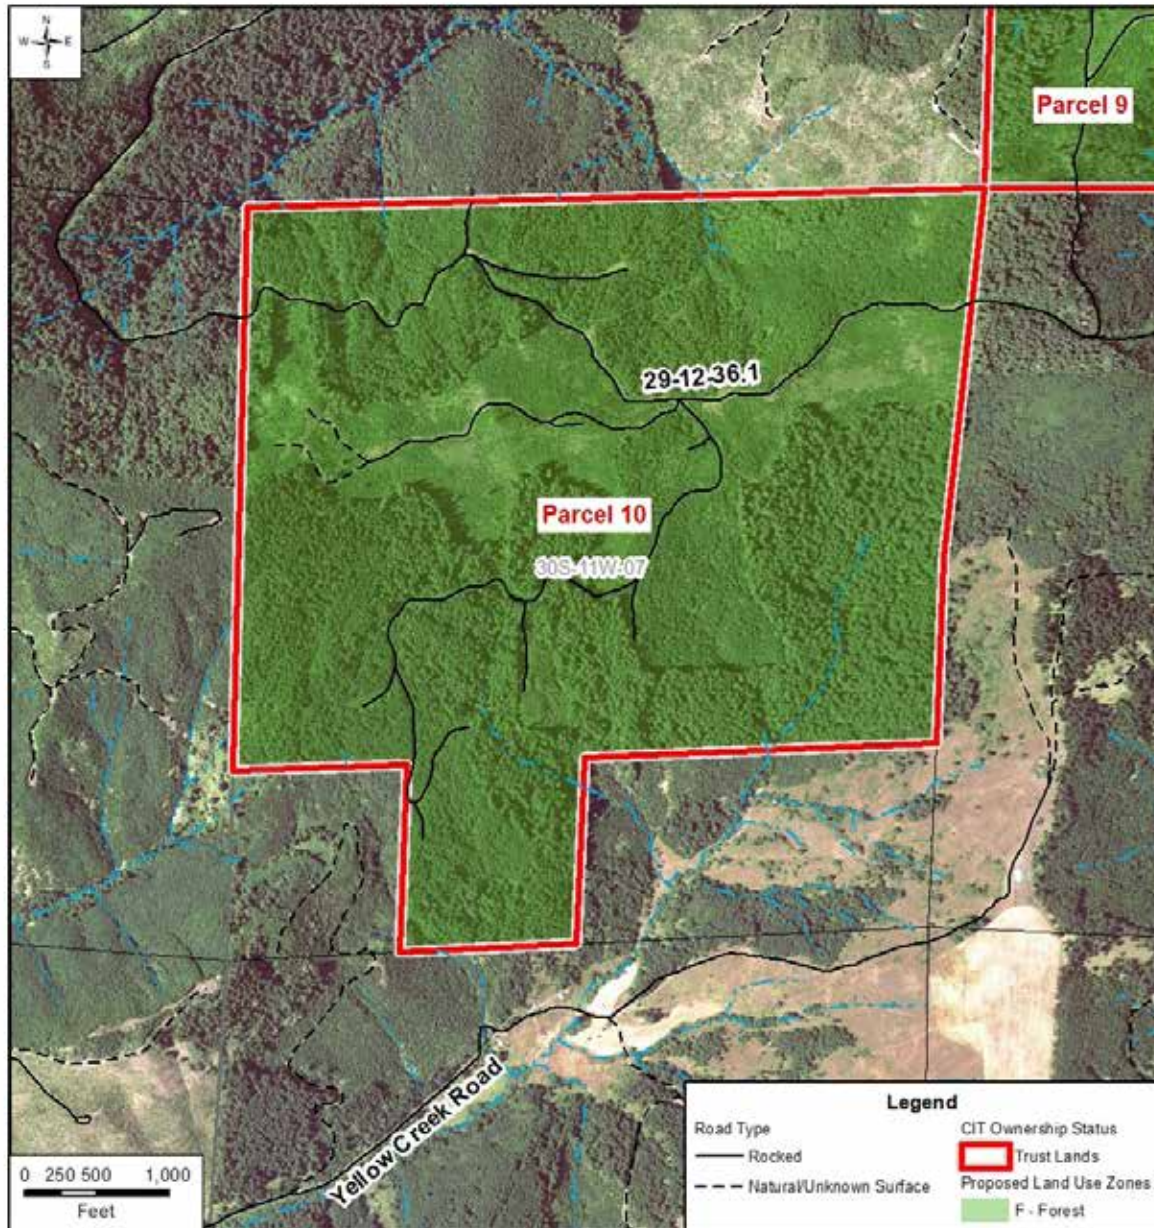 N
W E
S
Parcel 9
29-12-36.1
Parcel 10
30S-11W-07
Yellow Creek Road
0 250 500 1,000
Feet
Legend
Road Type
Rocked
Natural/Unknown Surface
CIT Ownership Status
Trust Lands
Proposed Land Use Zones
F - Forest